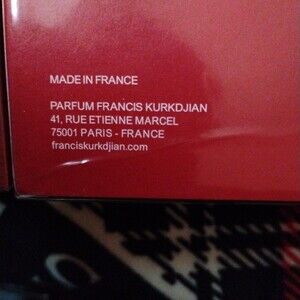 MADE IN FRANCE
PARFUM FRANCIS KURKDJIAN
41, RUE ETIENNE MARCEL
75001 PARIS - FRANCE
franciskurkdjian.com